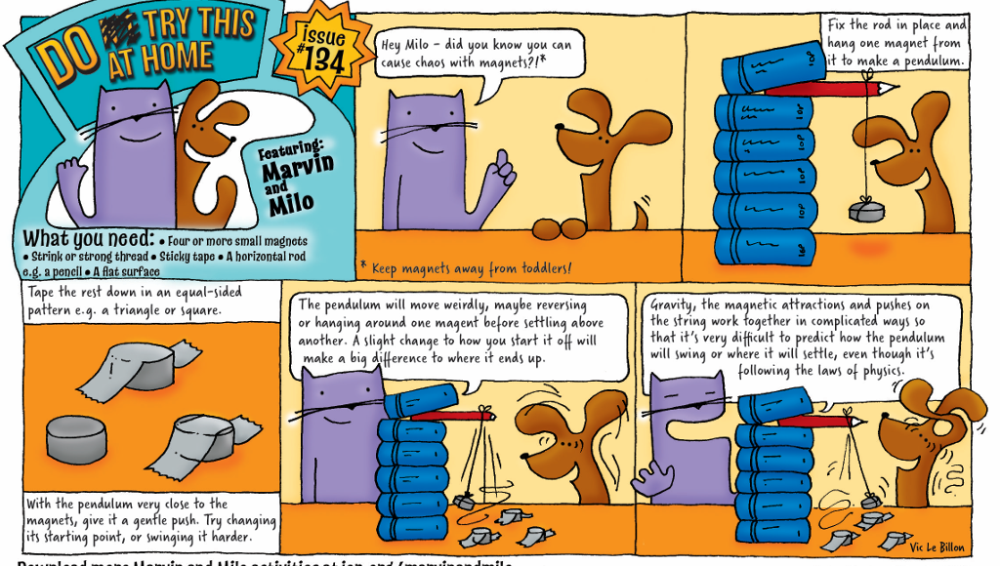 DO TRY THIS
AT HOME
issue
#134
Featuring:
Marvin
and
Milo
What you need: • Four or more small magnets
• Strink or strong thread • Sticky tape • A horizontal rod
e.g. a pencil • A flat surface
Hey Milo – did you know you can
cause chaos with magnets?!*
* Keep magnets away from toddlers!
Fix the rod in place and
hang one magnet from
it to make a pendulum.
IOP
IOP
IOP
IOP
IOP
IOP
Tape the rest down in an equal-sided
pattern e.g. a triangle or square.
With the pendulum very close to the
magnets, give it a gentle push. Try changing
its starting point, or swinging it harder.
The pendulum will move weirdly, maybe reversing
or hanging around one magent before settling above
another. A slight change to how you start it off will
make a big difference to where it ends up.
Gravity, the magnetic attractions and pushes on
the string work together in complicated ways so
that it's very difficult to predict how the pendulum
will swing or where it will settle, even though it's
following the laws of physics.
Vic Le Billon
Download more Marvin and Milo activities at iop.org/marvinandmilo